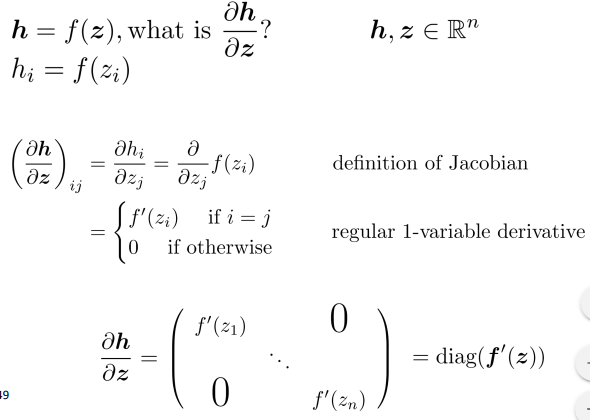 h = f(z), what is ∂h/∂z? h, z ∈ ℝⁿ
hᵢ = f(zᵢ)
(∂h/∂z)ᵢⱼ = ∂hᵢ/∂zⱼ = ∂/∂zⱼ f(zᵢ) definition of Jacobian
= { f′(zᵢ) if i = j
0 if otherwise
regular 1-variable derivative
∂h/∂z = ( f′(z₁) 0
⋱
0 f′(zₙ) ) = diag(f′(z))
49